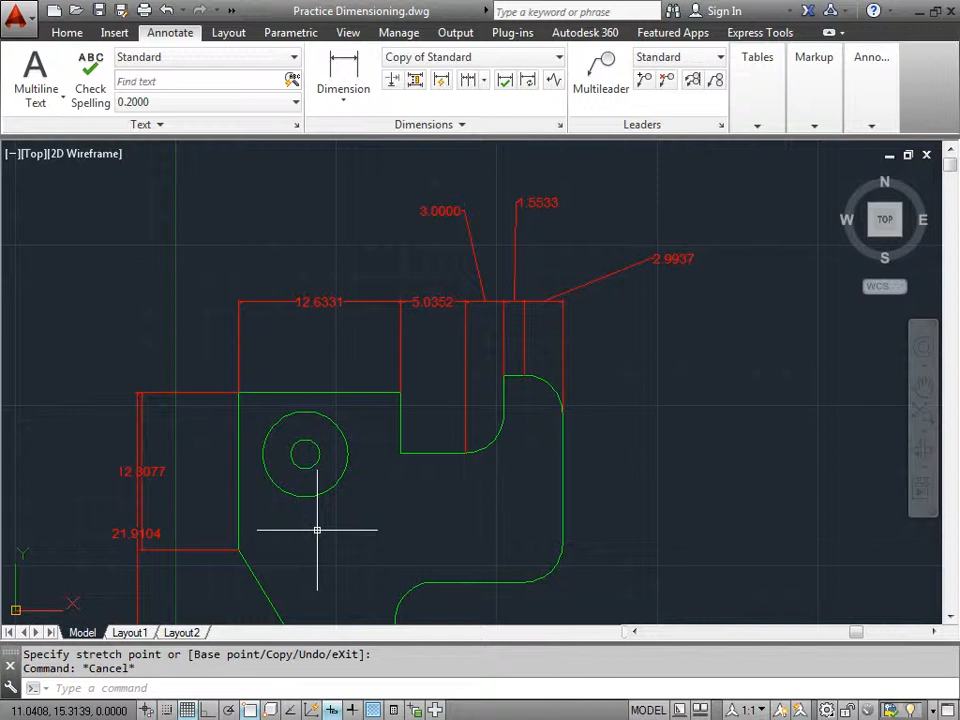 Practice Dimensioning.dwg
Type a keyword or phrase
Sign In
Home Insert Annotate Layout Parametric View Manage Output Plug-ins Autodesk 360 Featured Apps Express Tools
Multiline Text
ABC
Check Spelling
Standard
Find text
0.2000
Text
Dimension
Copy of Standard
Dimensions
Multileader
Standard
Leaders
Tables
Markup
Anno...
[−][Top][2D Wireframe]
N
W TOP E
S
WCS
3.0000
1.5533
2.9937
12.6331
5.0352
21.9104
Y
X
Model Layout1 Layout2
Specify stretch point or [Base point/Copy/Undo/eXit]:
Command: *Cancel*
Type a command
11.0408, 15.3139, 0.0000
MODEL
1:1